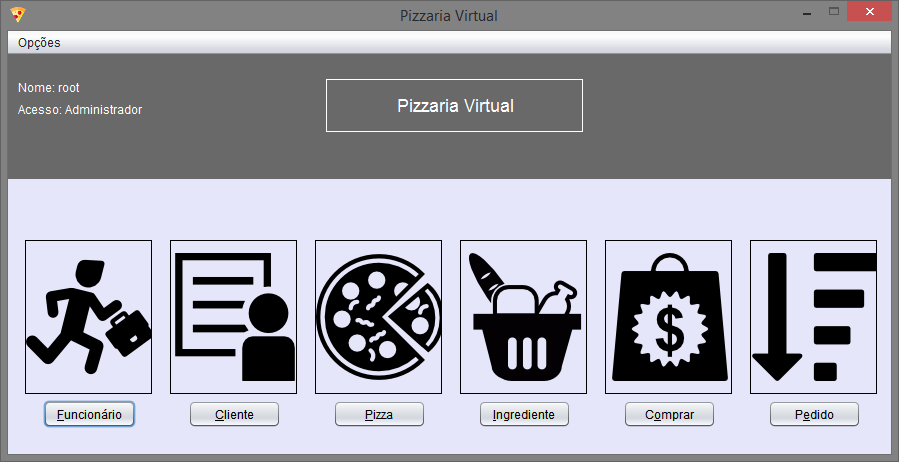 Pizzaria Virtual
Opções
Nome: root
Acesso: Administrador
Pizzaria Virtual
$
Funcionário
Cliente
Pizza
Ingrediente
Comprar
Pedido